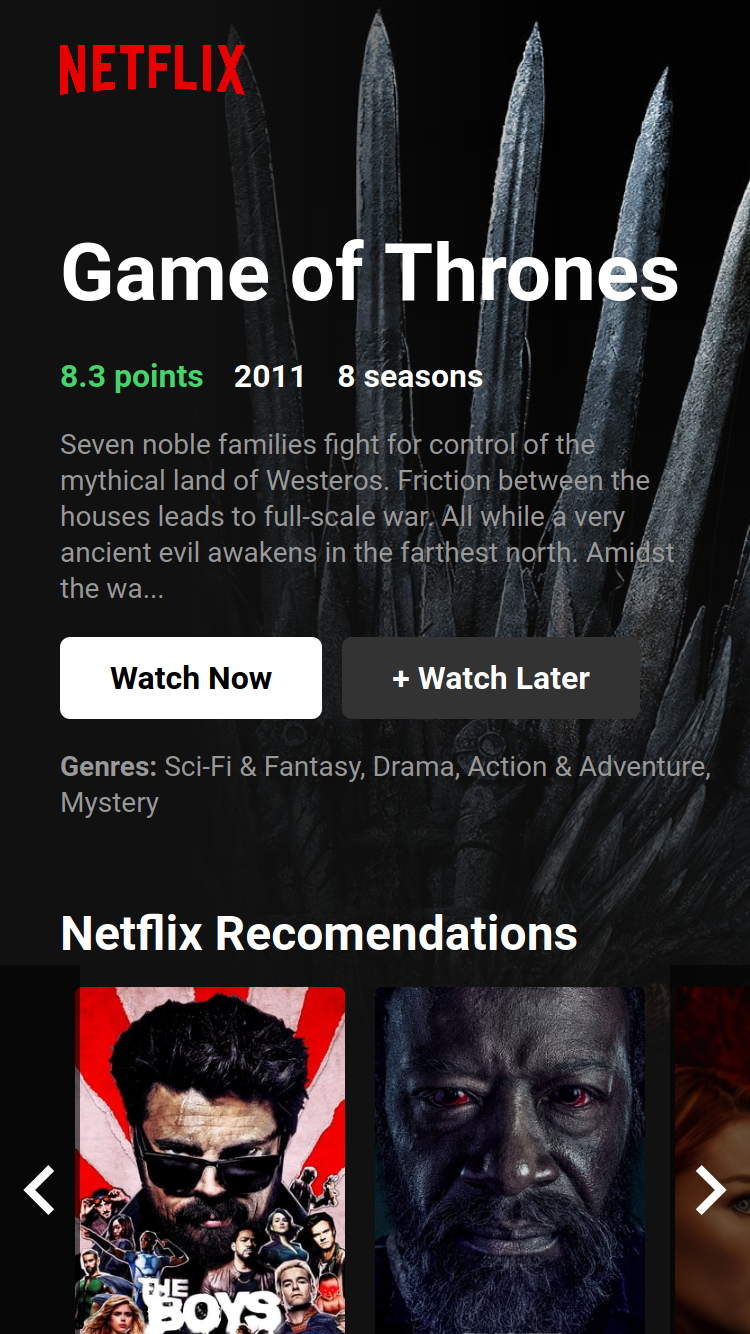 NETFLIX
Game of Thrones
8.3 points 2011 8 seasons
Seven noble families fight for control of the
mythical land of Westeros. Friction between the
houses leads to full-scale war. All while a very
ancient evil awakens in the farthest north. Amidst
the wa...
Watch Now + Watch Later
Genres: Sci-Fi & Fantasy, Drama, Action & Adventure,
Mystery
Netflix Recomendations
THE
BOYS